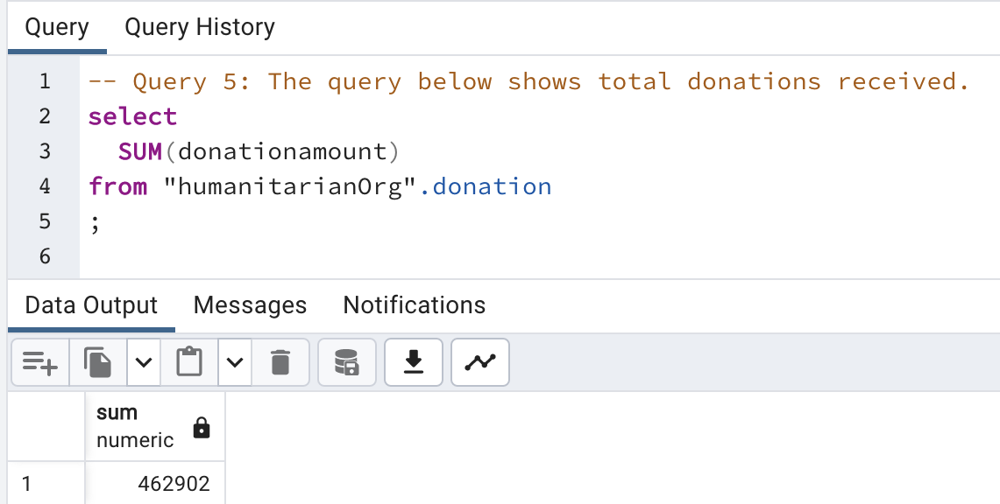 Query Query History
1 -- Query 5: The query below shows total donations received.
2 select
3 SUM(donationamount)
4 from "humanitarianOrg".donation
5 ;
6
Data Output Messages Notifications
sum
numeric
1 462902